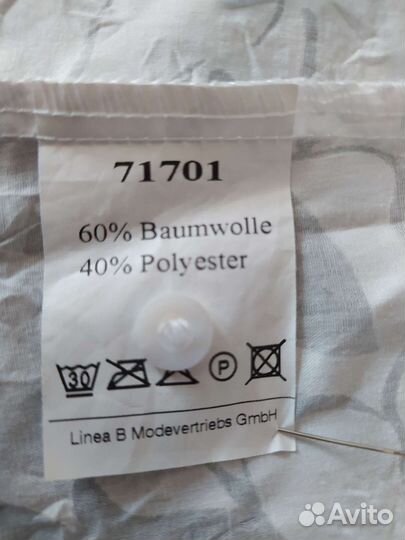 71701
60% Baumwolle
40% Polyester
30 P
Linea B Modevertriebs GmbH
Avito